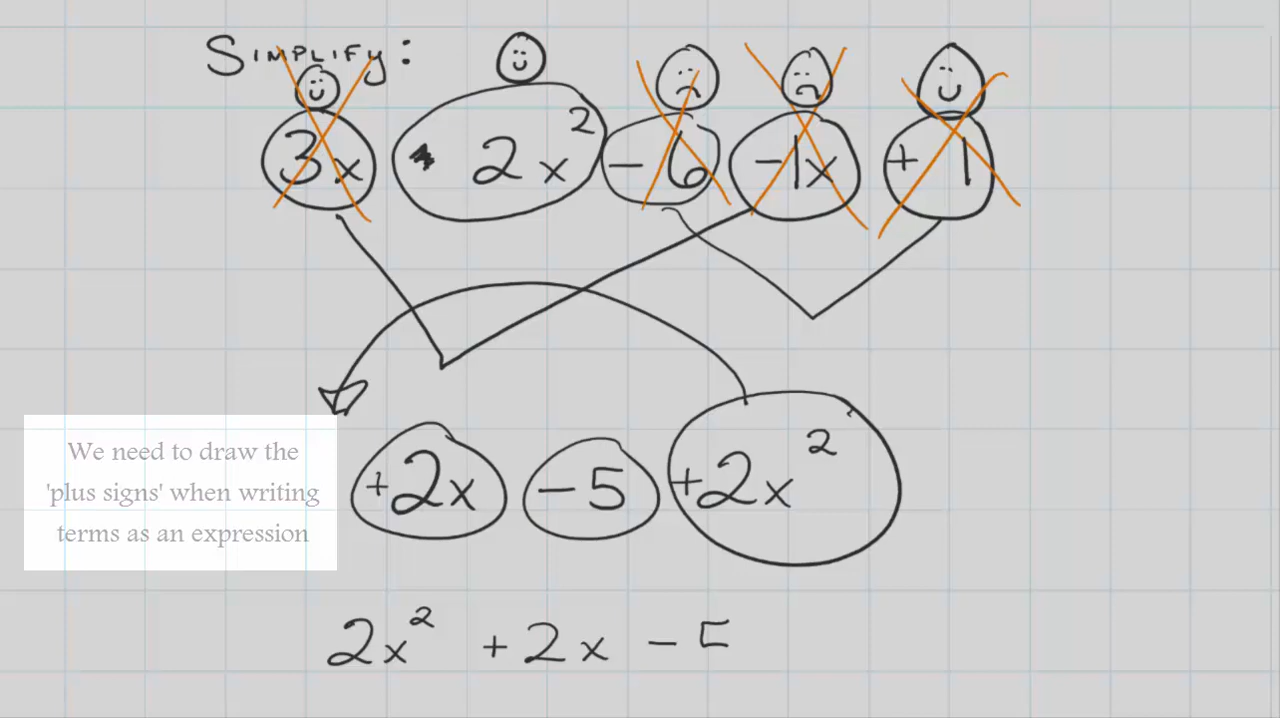 Simplify:
3x 2x² - 6 - 1x + 1
We need to draw the
'plus signs' when writing
terms as an expression
+2x - 5 +2x²
2x² + 2x - 5